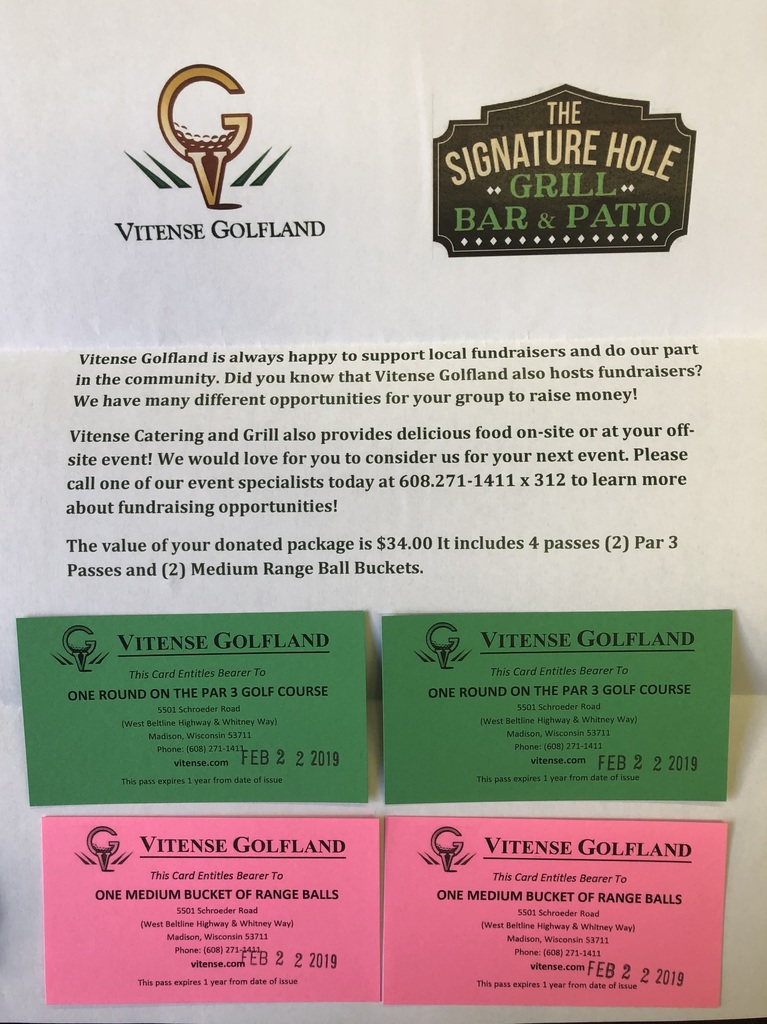 VITENSE GOLFLAND
THE
SIGNATURE HOLE
GRILL
BAR & PATIO
Vitense Golfland is always happy to support local fundraisers and do our part
in the community. Did you know that Vitense Golfland also hosts fundraisers?
We have many different opportunities for your group to raise money!
Vitense Catering and Grill also provides delicious food on-site or at your off-
site event! We would love for you to consider us for your next event. Please
call one of our event specialists today at 608.271-1411 x 312 to learn more
about fundraising opportunities!
The value of your donated package is $34.00 It includes 4 passes (2) Par 3
Passes and (2) Medium Range Ball Buckets.
VITENSE GOLFLAND
This Card Entitles Bearer To
ONE ROUND ON THE PAR 3 GOLF COURSE
5501 Schroeder Road
(West Beltline Highway & Whitney Way)
Madison, Wisconsin 53711
Phone: (608) 271-1411
vitense.com FEB 2 2 2019
This pass expires 1 year from date of issue
VITENSE GOLFLAND
This Card Entitles Bearer To
ONE ROUND ON THE PAR 3 GOLF COURSE
5501 Schroeder Road
(West Beltline Highway & Whitney Way)
Madison, Wisconsin 53711
Phone: (608) 271-1411
vitense.com FEB 2 2 2019
This pass expires 1 year from date of issue
VITENSE GOLFLAND
This Card Entitles Bearer To
ONE MEDIUM BUCKET OF RANGE BALLS
5501 Schroeder Road
(West Beltline Highway & Whitney Way)
Madison, Wisconsin 53711
Phone: (608) 271-1411
vitense.com FEB 2 2 2019
This pass expires 1 year from date of issue
VITENSE GOLFLAND
This Card Entitles Bearer To
ONE MEDIUM BUCKET OF RANGE BALLS
5501 Schroeder Road
(West Beltline Highway & Whitney Way)
Madison, Wisconsin 53711
Phone: (608) 271-1411
vitense.com FEB 2 2 2019
This pass expires 1 year from date of issue